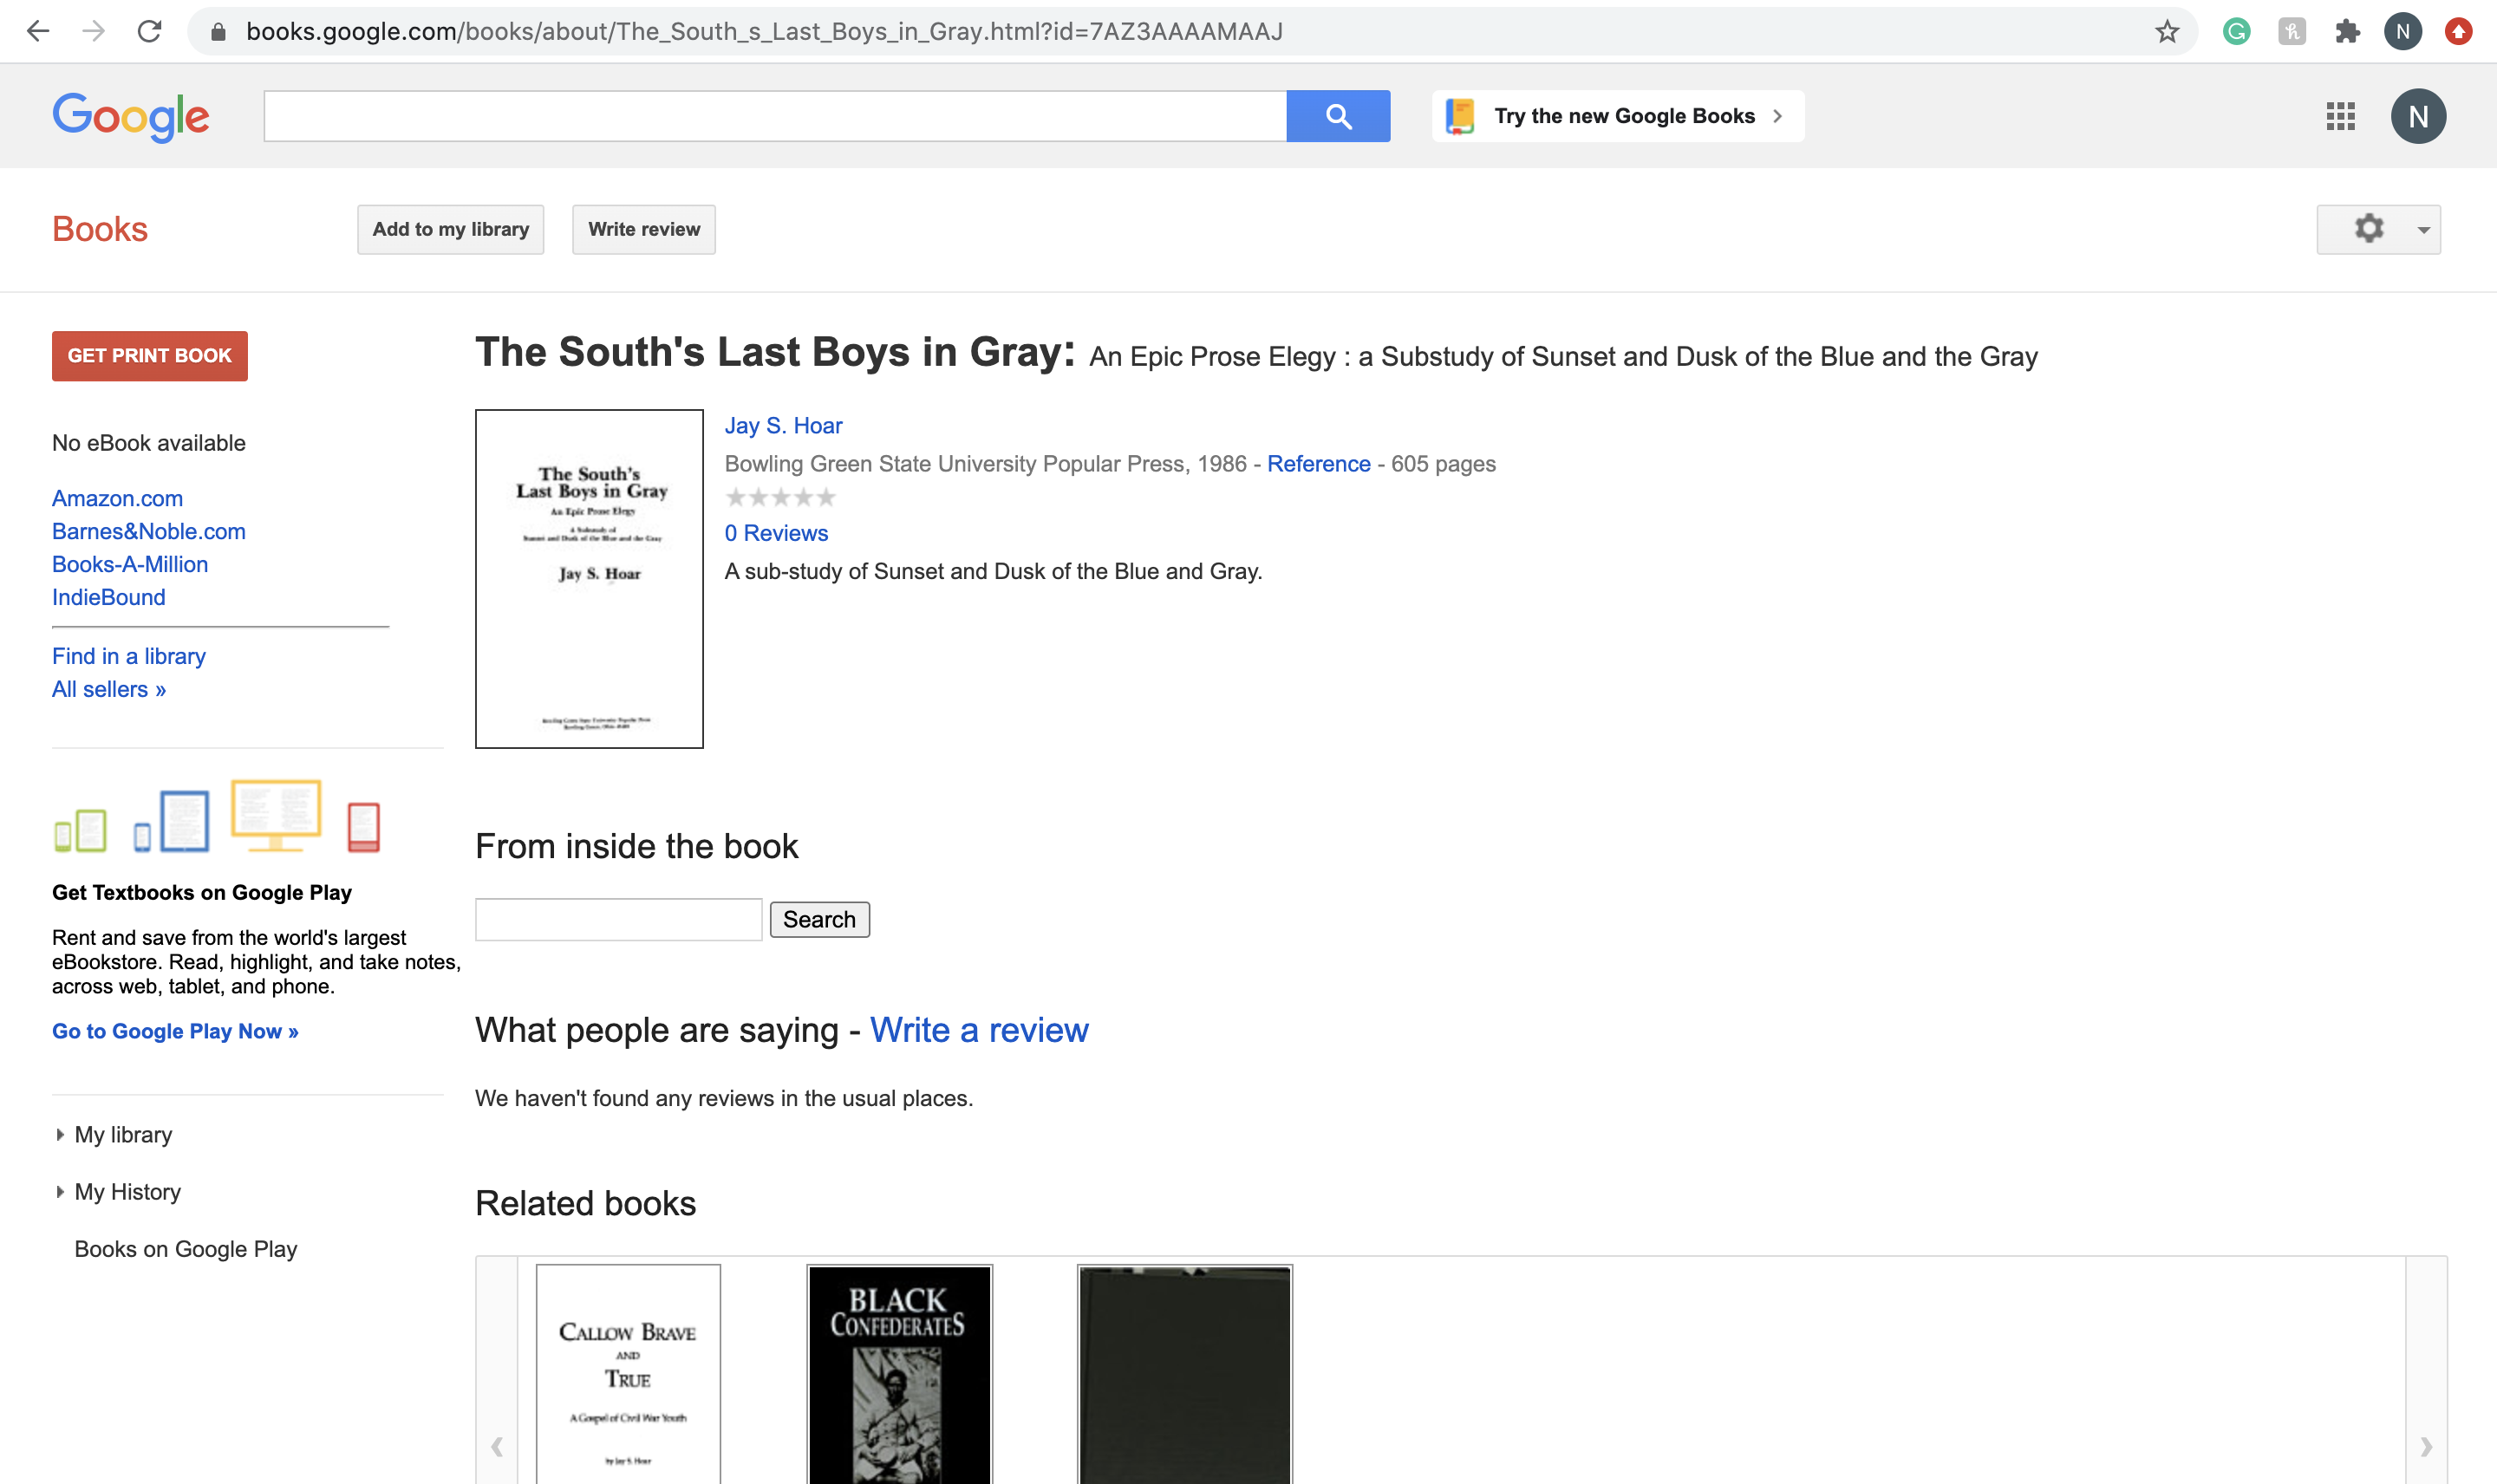 books.google.com/books/about/The_South_s_Last_Boys_in_Gray.html?id=7AZ3AAAAMAAJ
N
Google
Try the new Google Books
N
Books
Add to my library
Write review
GET PRINT BOOK
No eBook available
Amazon.com
Barnes&Noble.com
Books-A-Million
IndieBound
Find in a library
All sellers »
Get Textbooks on Google Play
Rent and save from the world's largest
eBookstore. Read, highlight, and take notes,
across web, tablet, and phone.
Go to Google Play Now »
My library
My History
Books on Google Play
The South's Last Boys in Gray: An Epic Prose Elegy : a Substudy of Sunset and Dusk of the Blue and the Gray
The South's
Last Boys in Gray
An Epic Prose Elegy
A Substudy of
Sunset and Dusk of the Blue and the Gray
Jay S. Hoar
Bowling Green State University Popular Press
Bowling Green, Ohio
Jay S. Hoar
Bowling Green State University Popular Press, 1986 - Reference - 605 pages
0 Reviews
A sub-study of Sunset and Dusk of the Blue and Gray.
From inside the book
Search
What people are saying - Write a review
We haven't found any reviews in the usual places.
Related books
CALLOW BRAVE
AND
TRUE
A Gospel of Civil War Youth
by Jay S. Hoar
BLACK
CONFEDERATES